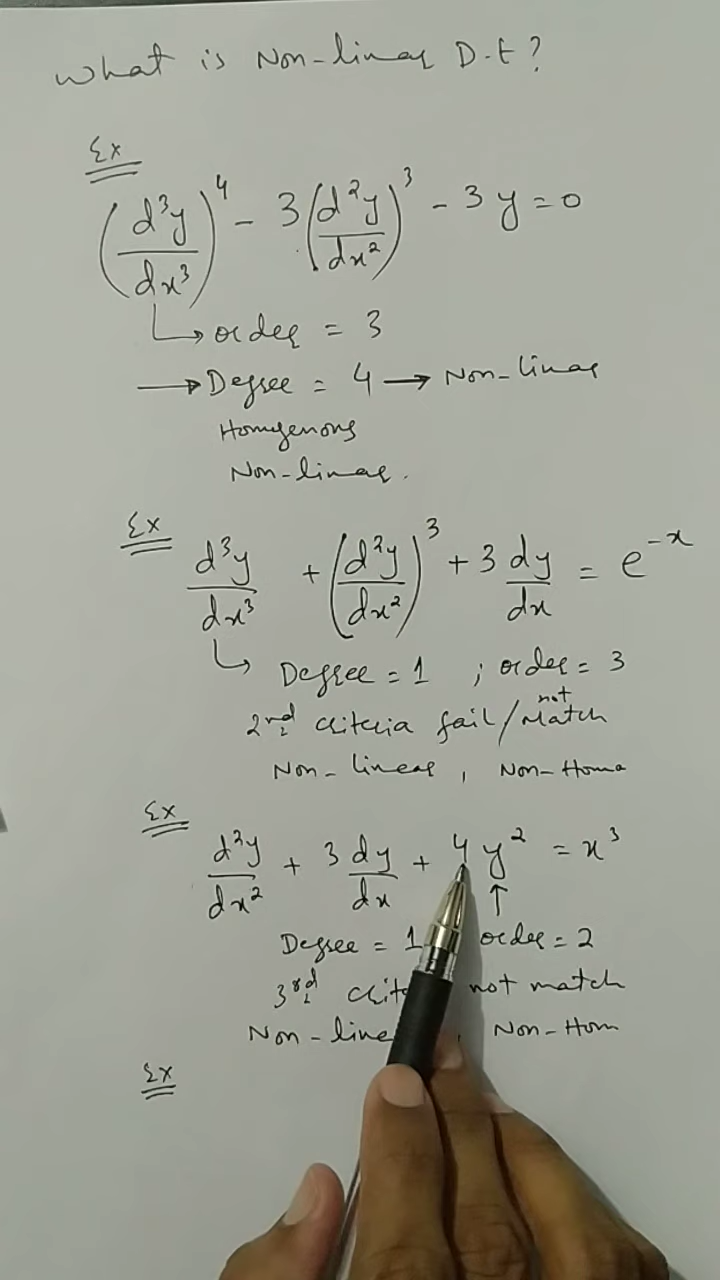 What is Non-linear D.E?
Ex
(d³y/dx³)⁴ - 3(d²y/dx²)³ - 3y = 0
↳ order = 3
→ Degree = 4 → Non-linear
Homogenous
Non-linear.
Ex
d³y/dx³ + (d²y/dx²)³ + 3 dy/dx = e⁻ˣ
↳ Degree = 1 ; order = 3
2nd criteria fail / not match
Non-linear, Non-Homo
Ex
d²y/dx² + 3 dy/dx + 4y² = x³
↑
Degree = 1 order = 2
3rd crite not match
Non-line , Non-Hom
Ex